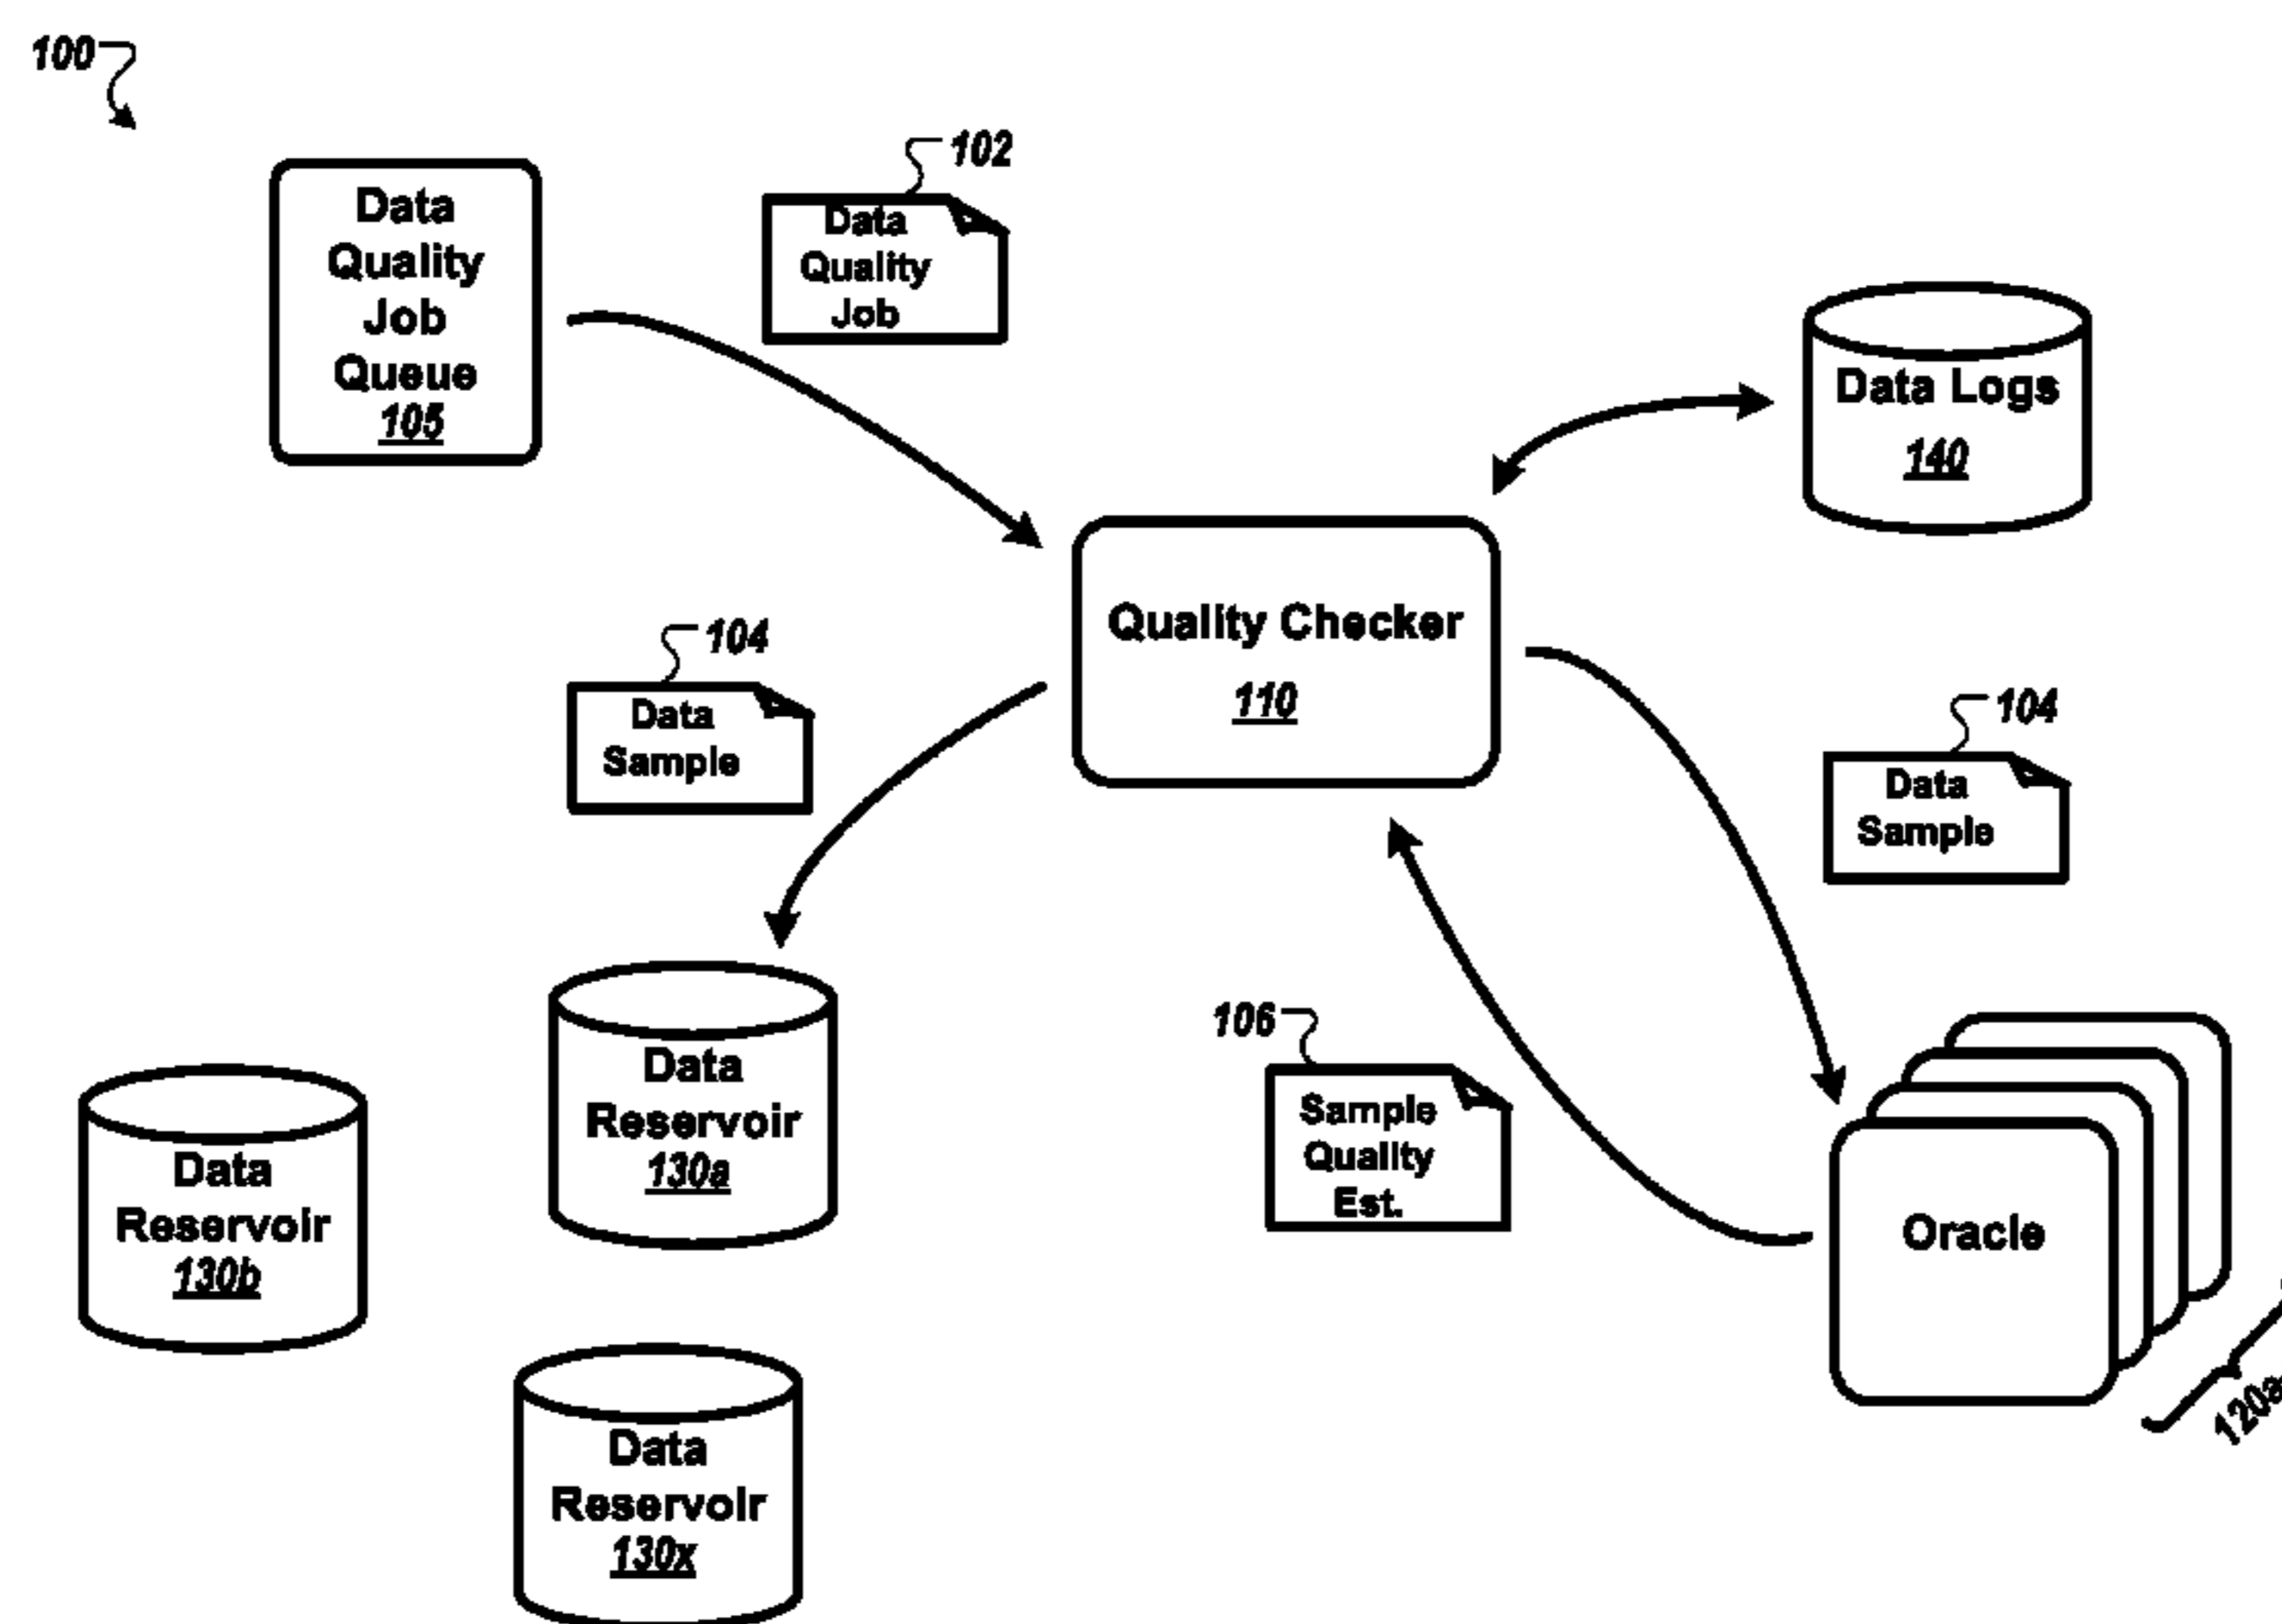 100
102
Data
Quality
Job
Queue
105
Data
Quality
Job
Data Logs
140
Quality Checker
110
104
Data
Sample
104
Data
Sample
106
Sample
Quality
Est.
Data
Reservoir
130a
Data
Reservoir
130b
Oracle
120a
Data
Reservoir
130x